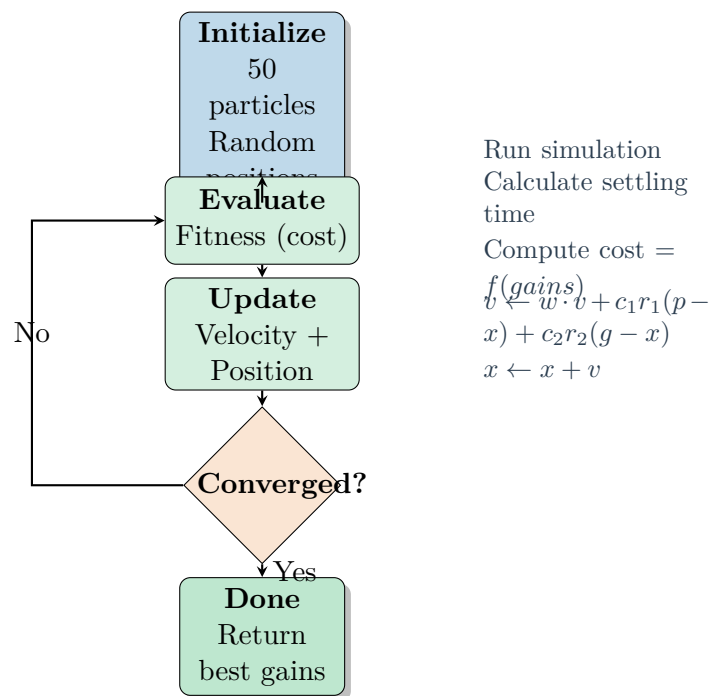 Initialize
50
particles
Random
positions
Evaluate
Fitness (cost)
Update
Velocity +
Position
No
Converged?
Yes
Done
Return
best gains
Run simulation
Calculate settling
time
Compute cost =
f(gains)
v ← w · v + c₁r₁(p −
x) + c₂r₂(g − x)
x ← x + v